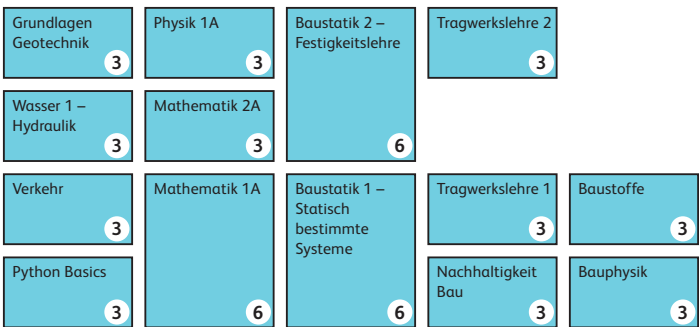 Grundlagen
Geotechnik
3
Physik 1A
3
Baustatik 2 –
Festigkeitslehre
6
Tragwerkslehre 2
3
Wasser 1 –
Hydraulik
3
Mathematik 2A
3
Verkehr
3
Mathematik 1A
6
Baustatik 1 –
Statisch
bestimmte
Systeme
6
Tragwerkslehre 1
3
Baustoffe
3
Python Basics
3
Nachhaltigkeit
Bau
3
Bauphysik
3